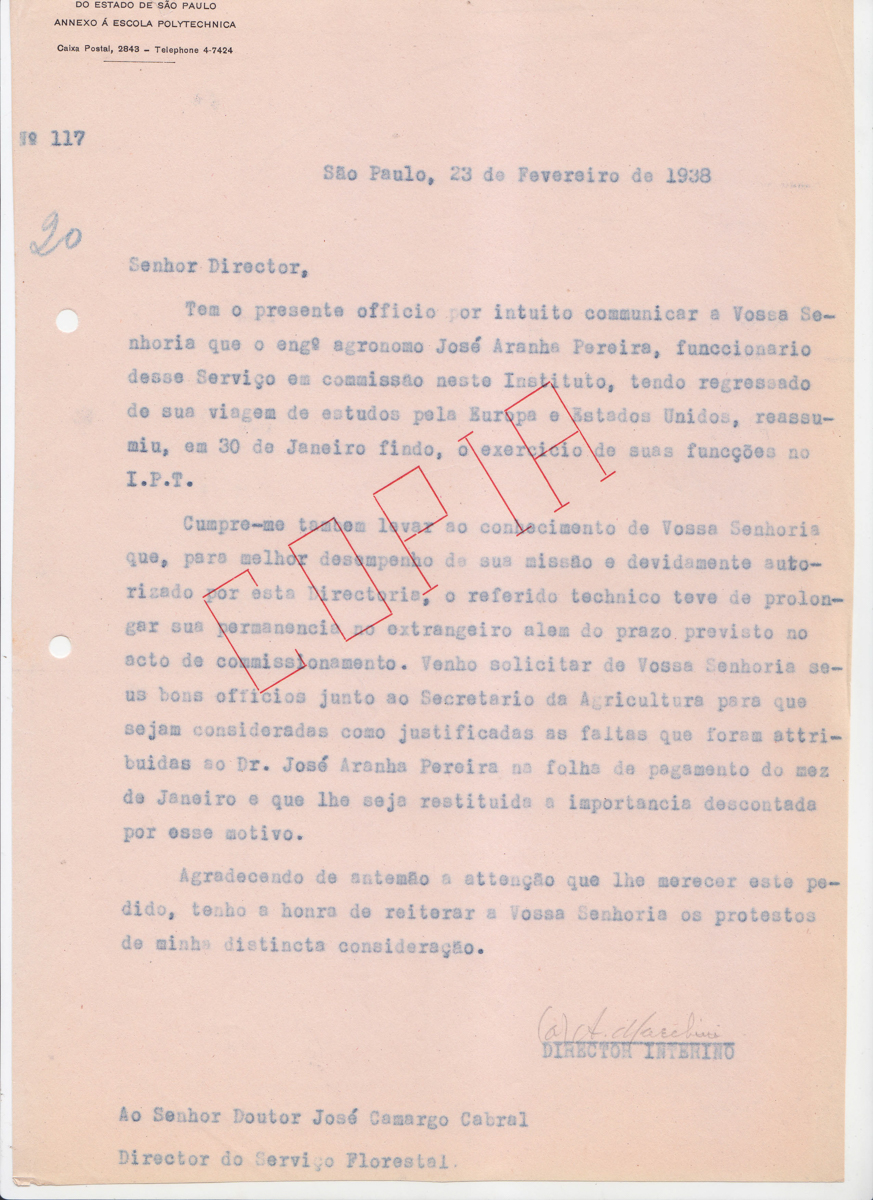 DO ESTADO DE SÃO PAULO
ANNEXO Á ESCOLA POLYTECHNICA
Caixa Postal, 2843 – Telephone 4-7424
Nº 117
São Paulo, 23 de Fevereiro de 1938
20
Senhor Director,
Tem o presente officio por intuito communicar a Vossa Se-
nhoria que o engº agronomo José Aranha Pereira, funccionario
desse Serviço em commissão neste Instituto, tendo regressado
de sua viagem de estudos pela Europa e Estados Unidos, reassu-
miu, em 30 de Janeiro findo, o exercicio de suas funcções no
I.P.T.
COPIA
Cumpre-me tambem levar ao conhecimento de Vossa Senhoria
que, para melhor desempenho de sua missão e devidamente auto-
rizado por esta Directoria, o referido technico teve de prolon-
gar sua permanencia no extrangeiro alem do prazo previsto no
acto de commissionamento. Venho solicitar de Vossa Senhoria se-
us bons officios junto ao Secretario da Agricultura para que
sejam consideradas como justificadas as faltas que foram attri-
buidas ao Dr. José Aranha Pereira na folha de pagamento do mez
de Janeiro e que lhe seja restituida a importancia descontada
por esse motivo.
Agradecendo de antemão a attenção que lhe merecer este pe-
dido, tenho a honra de reiterar a Vossa Senhoria os protestos
de minha distincta consideração.
(a) A.
DIRECTOR INTERINO
Ao Senhor Doutor José Camargo Cabral
Director do Serviço Florestal.